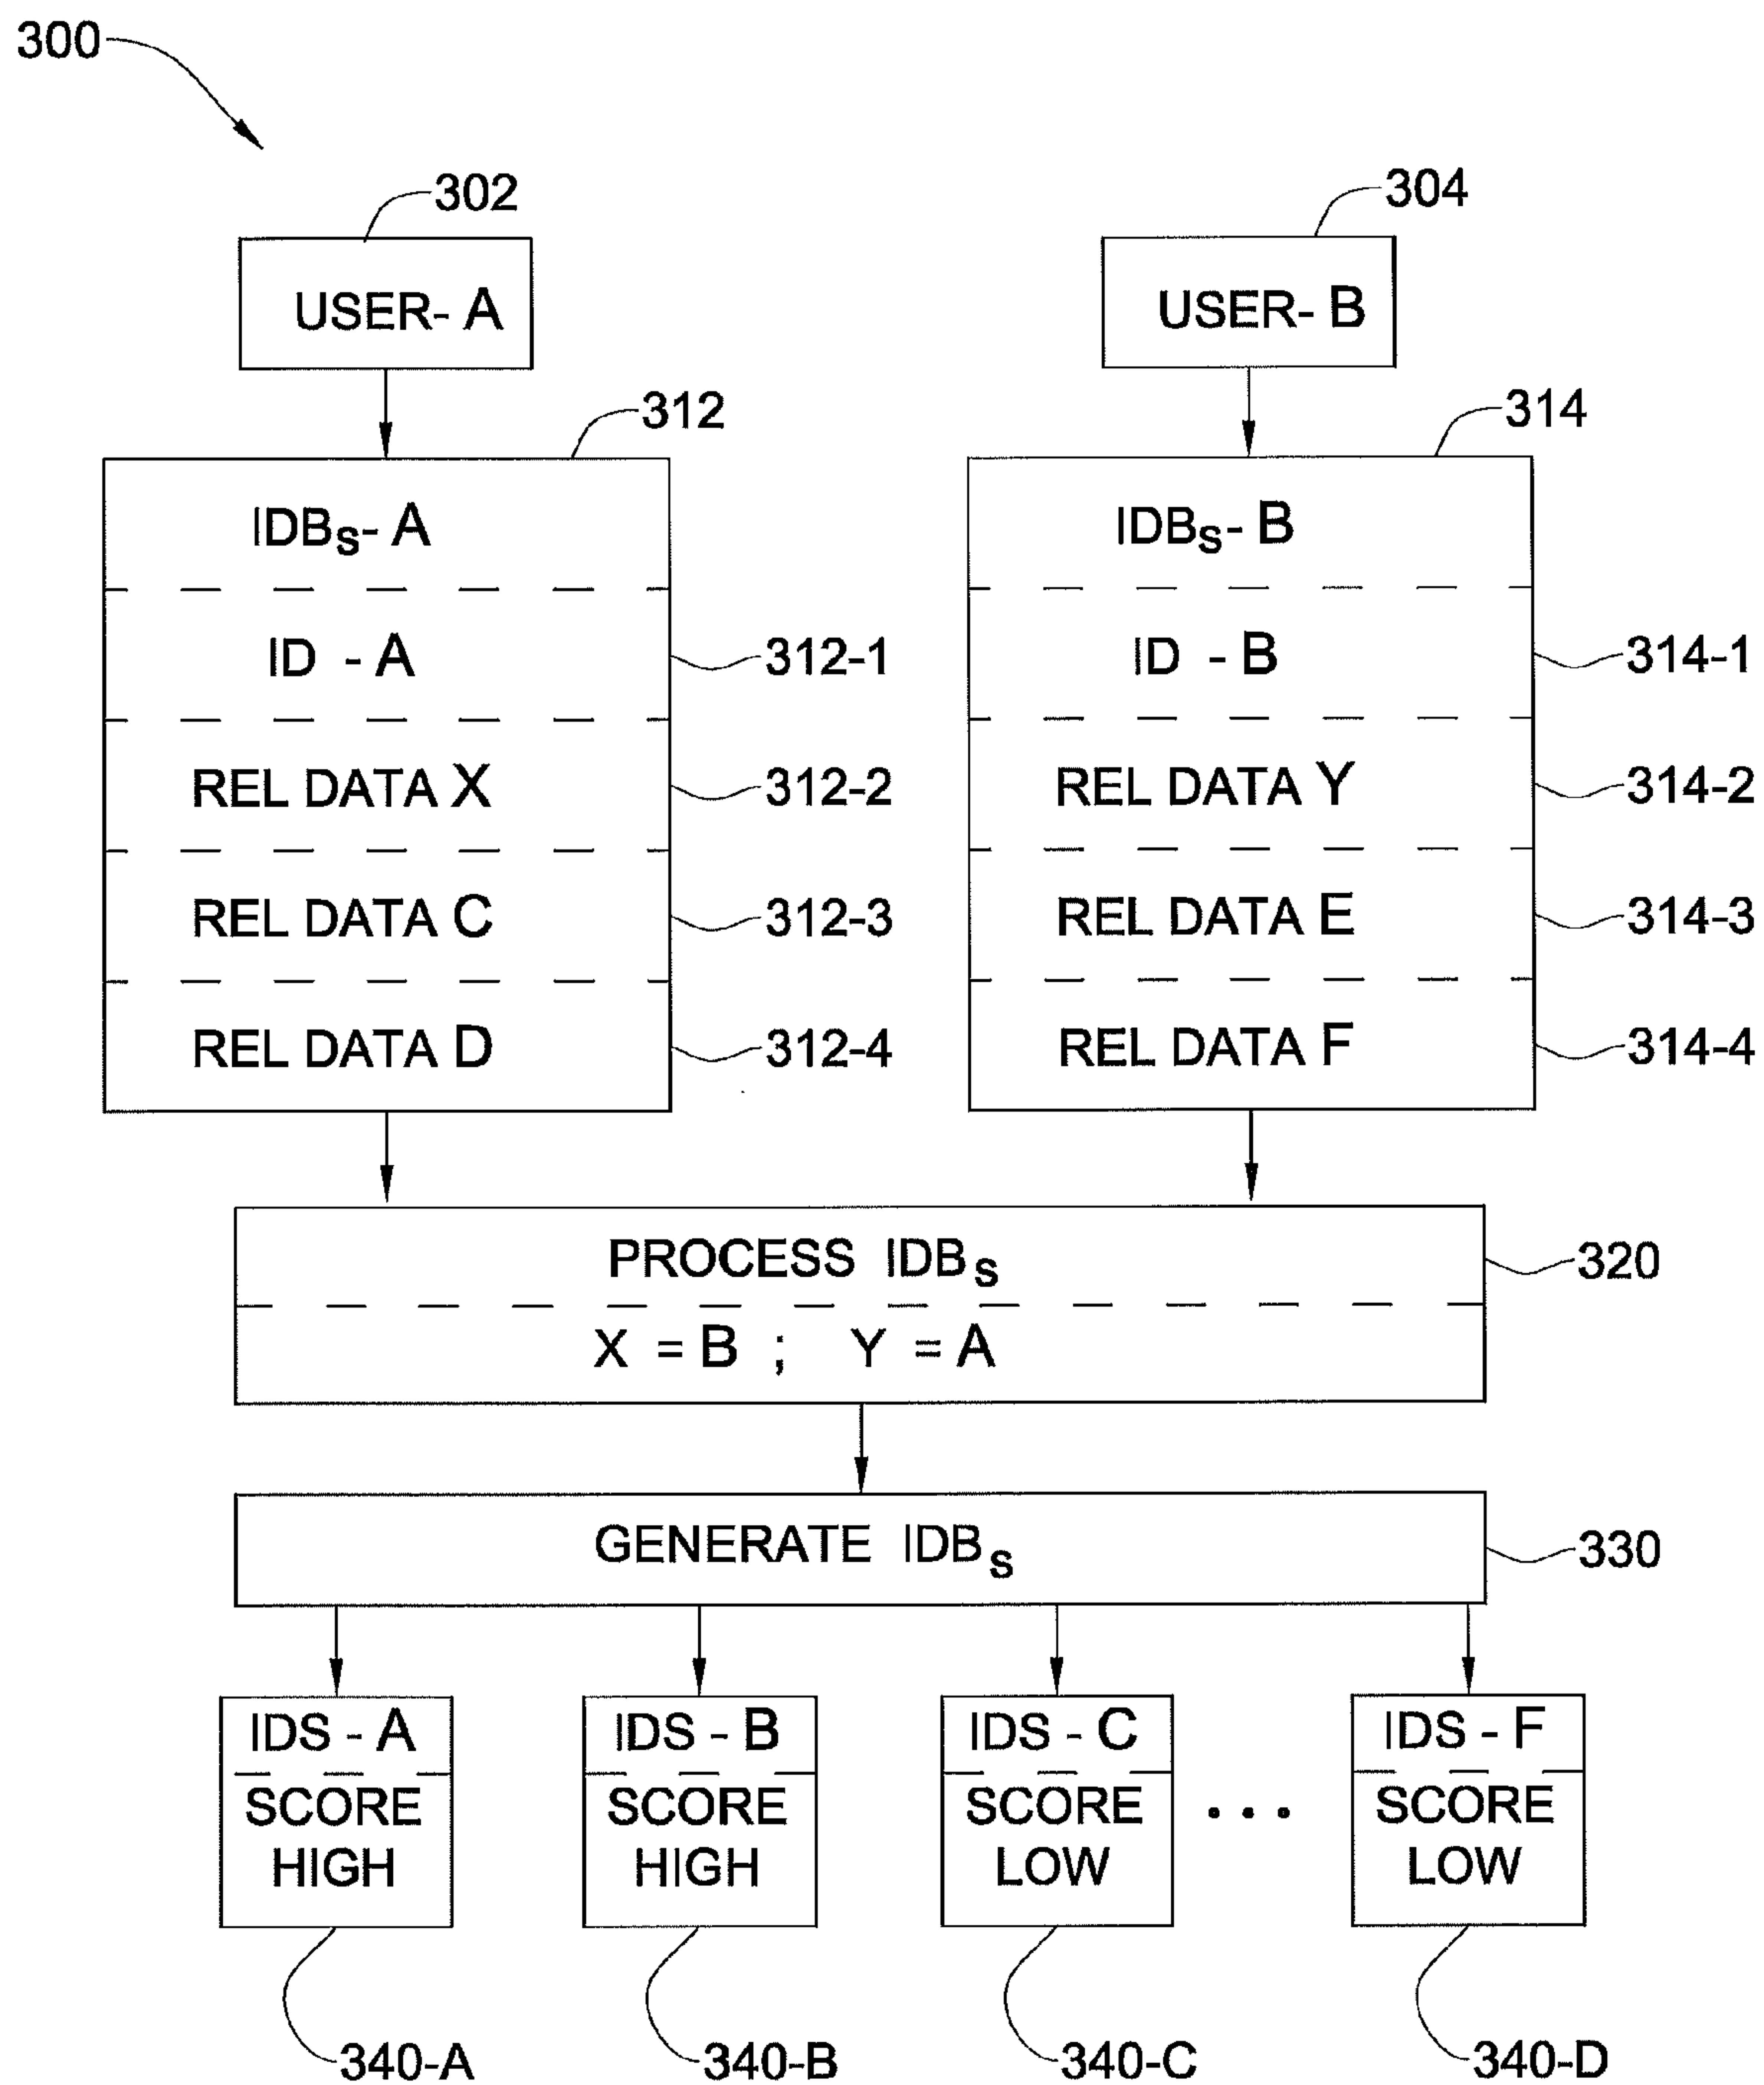 300
302
304
USER- A
USER- B
312
314
IDBS- A
IDBS- B
ID - A
312-1
ID - B
314-1
REL DATA X
312-2
REL DATA Y
314-2
REL DATA C
312-3
REL DATA E
314-3
REL DATA D
312-4
REL DATA F
314-4
PROCESS IDBS
320
X = B ; Y = A
GENERATE IDBS
330
IDS - A
IDS - B
IDS - C
IDS - F
SCORE
HIGH
SCORE
HIGH
SCORE
LOW
...
SCORE
LOW
340-A
340-B
340-C
340-D